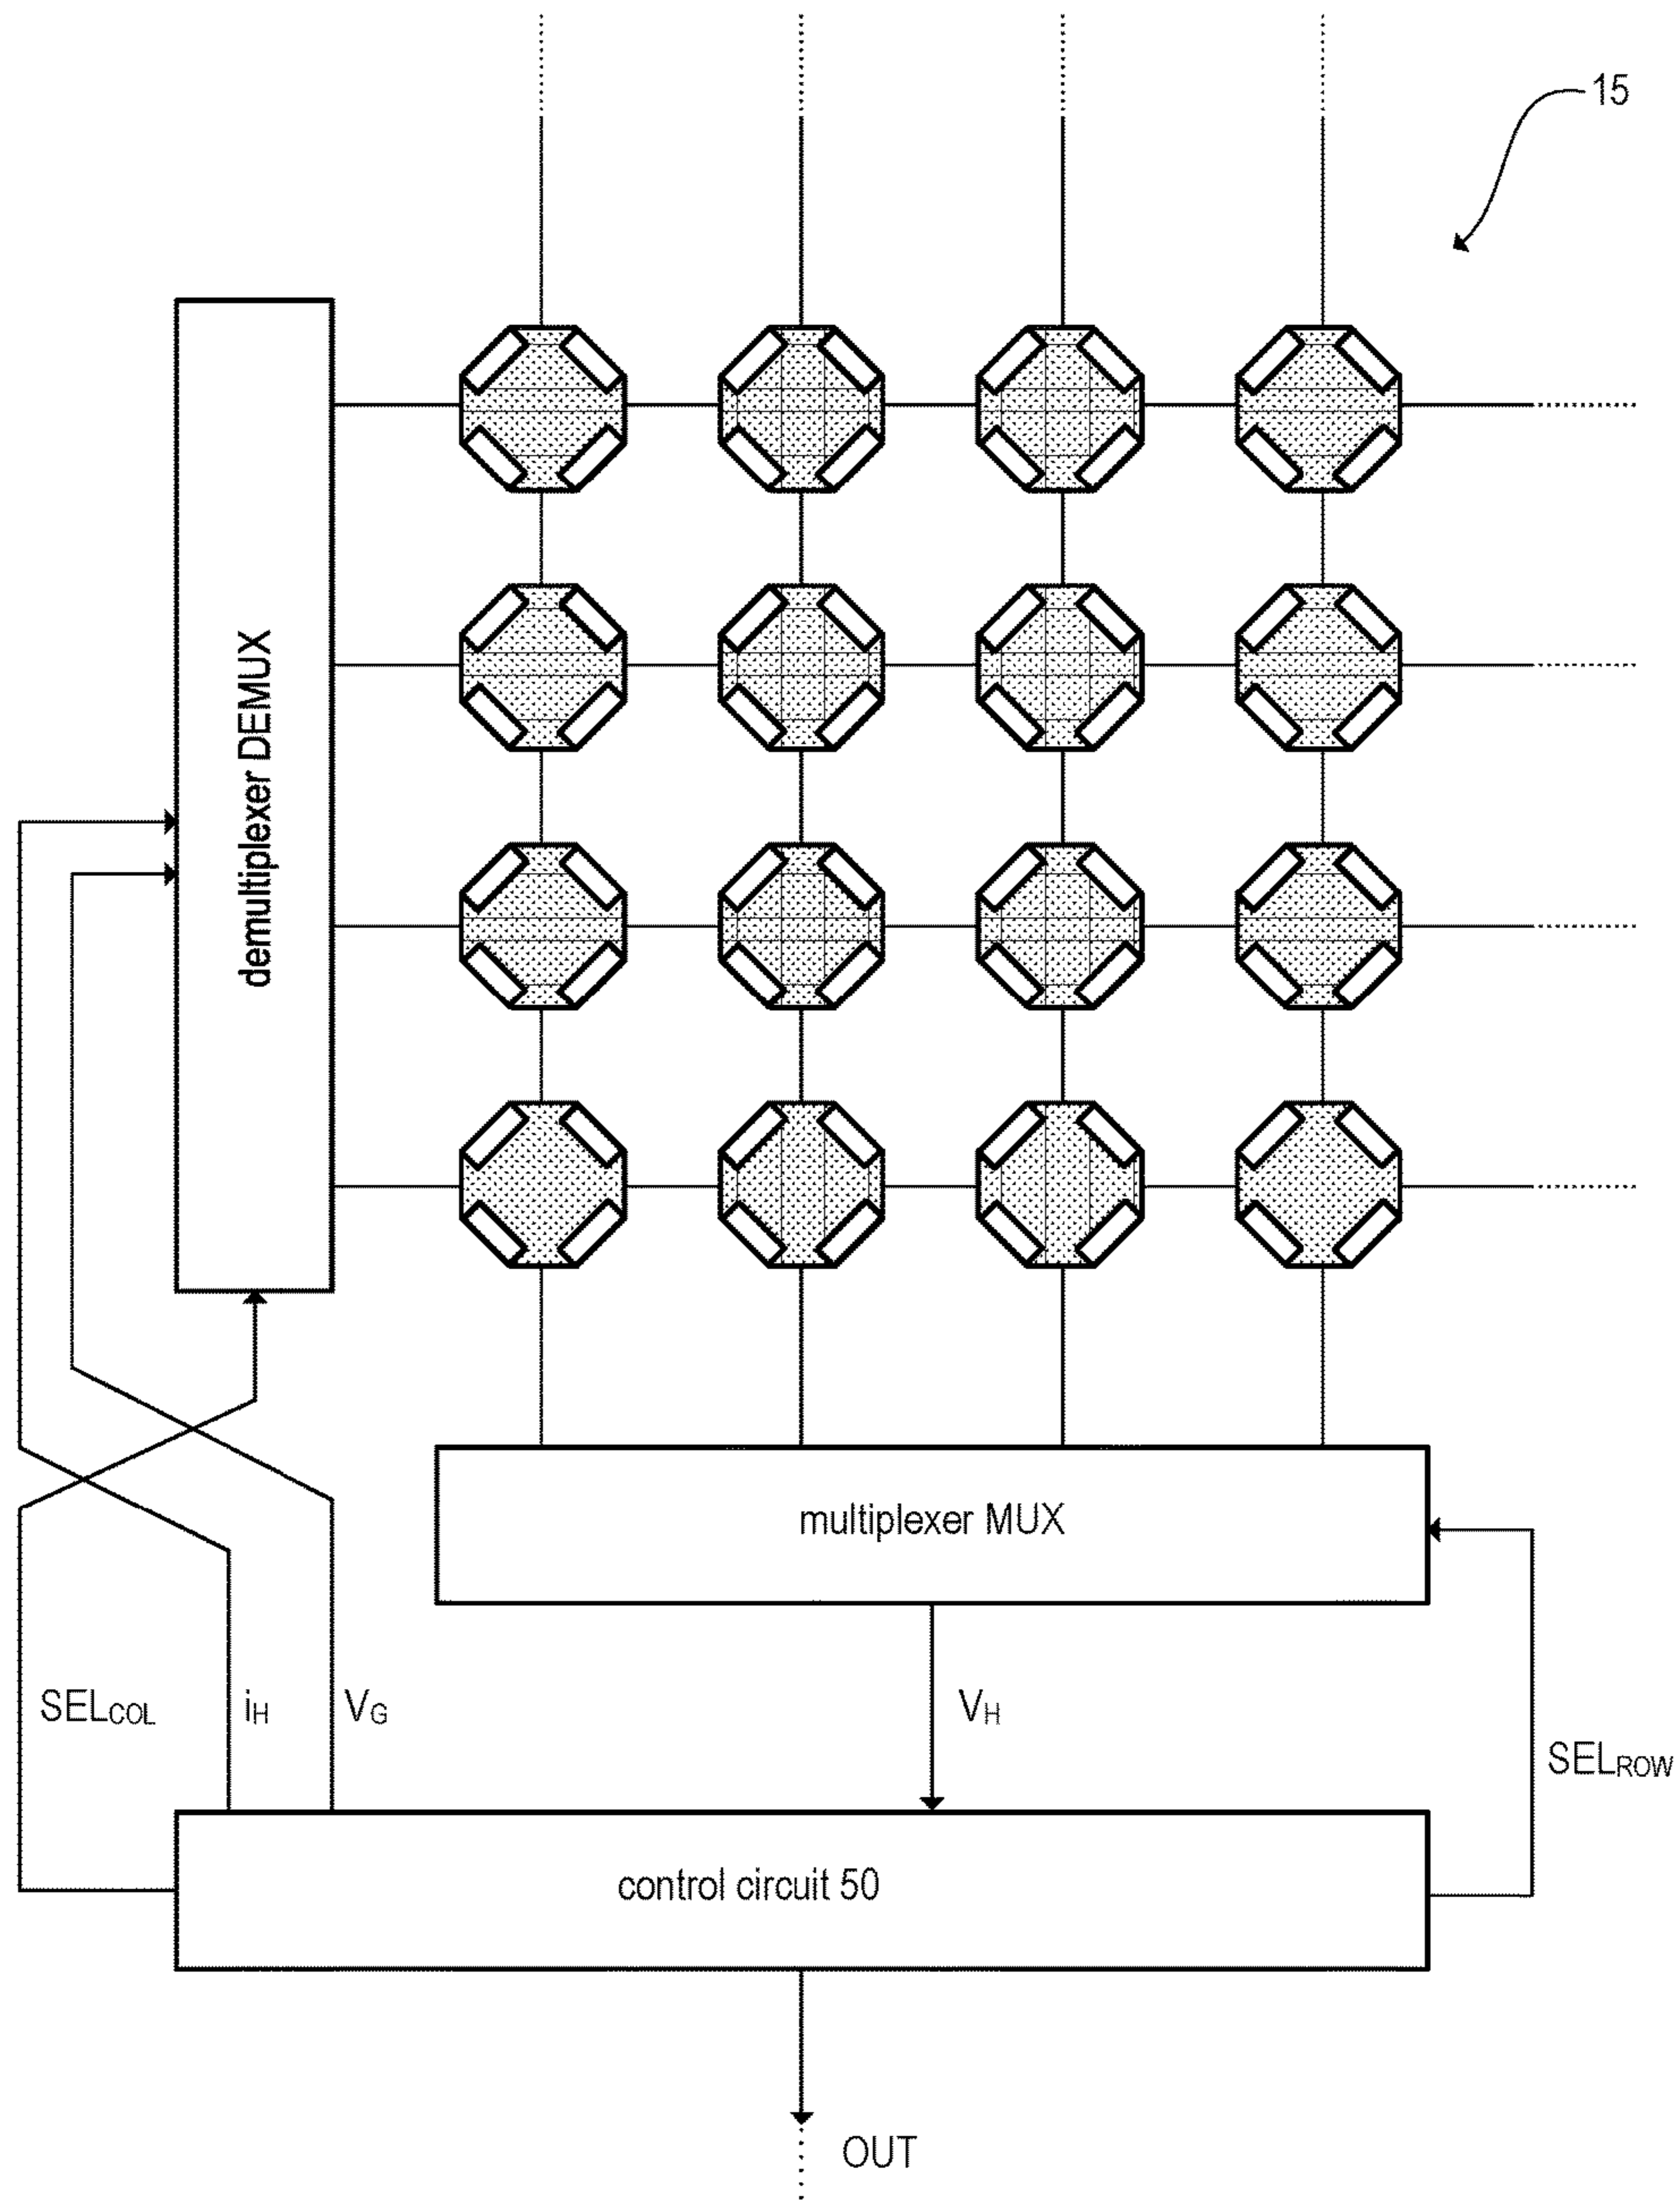 15
demultiplexer DEMUX
multiplexer MUX
SELCOL
iH
VG
VH
SELROW
control circuit 50
OUT